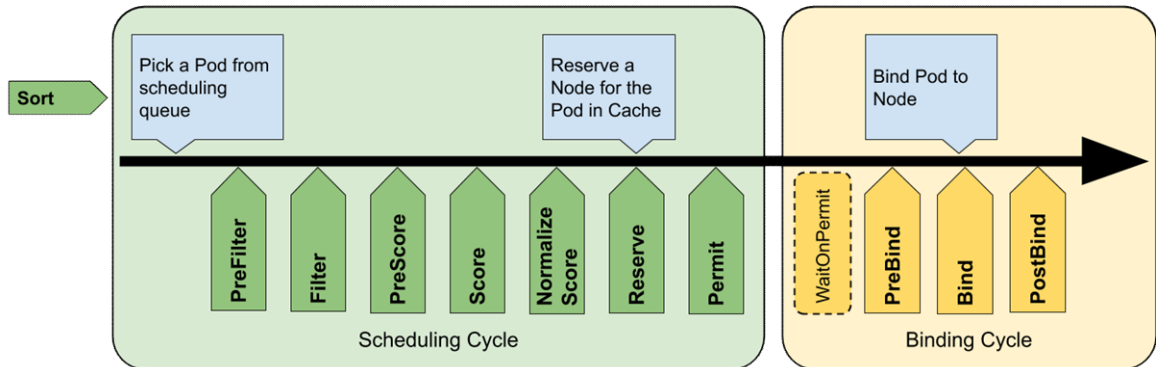 Sort
Pick a Pod from
scheduling
queue
Reserve a
Node for the
Pod in Cache
Bind Pod to
Node
PreFilter
Filter
PreScore
Score
Normalize
Score
Reserve
Permit
WaitOnPermit
PreBind
Bind
PostBind
Scheduling Cycle
Binding Cycle